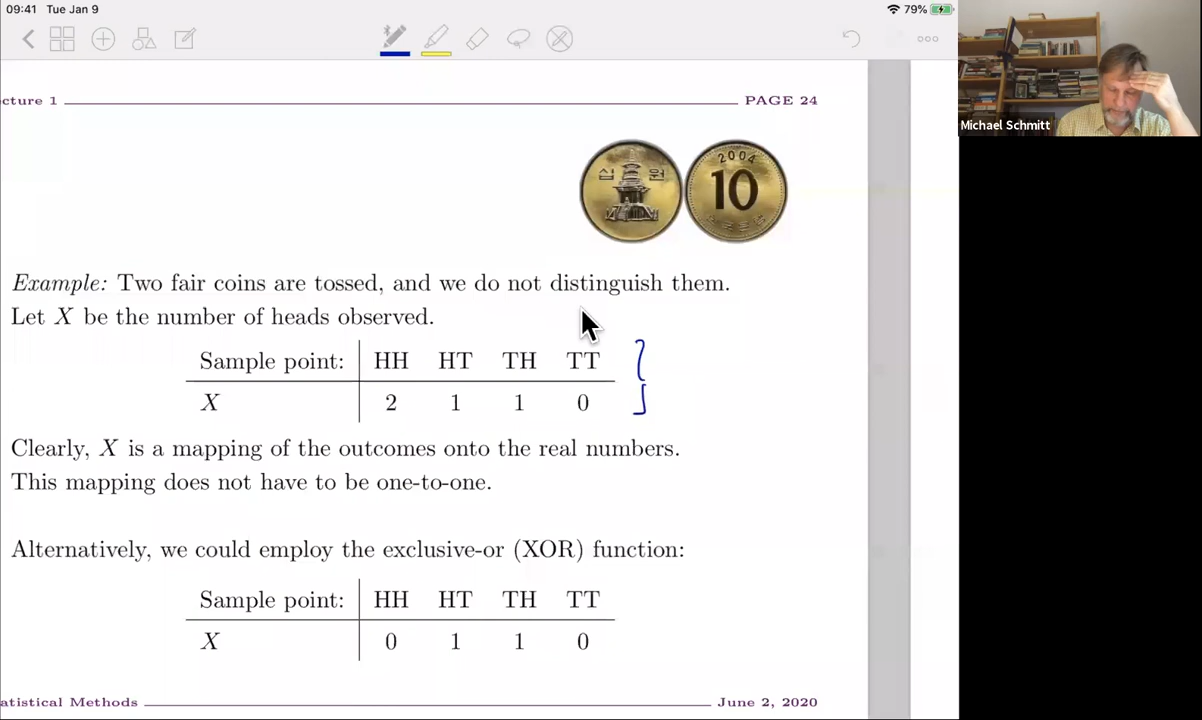 09:41 Tue Jan 9
79%
cture 1
PAGE 24
십 원
2004
10
Michael Schmitt
Example: Two fair coins are tossed, and we do not distinguish them.
Let X be the number of heads observed.
Sample point: HH HT TH TT
X 2 1 1 0
Clearly, X is a mapping of the outcomes onto the real numbers.
This mapping does not have to be one-to-one.
Alternatively, we could employ the exclusive-or (XOR) function:
Sample point: HH HT TH TT
X 0 1 1 0
atistical Methods
June 2, 2020